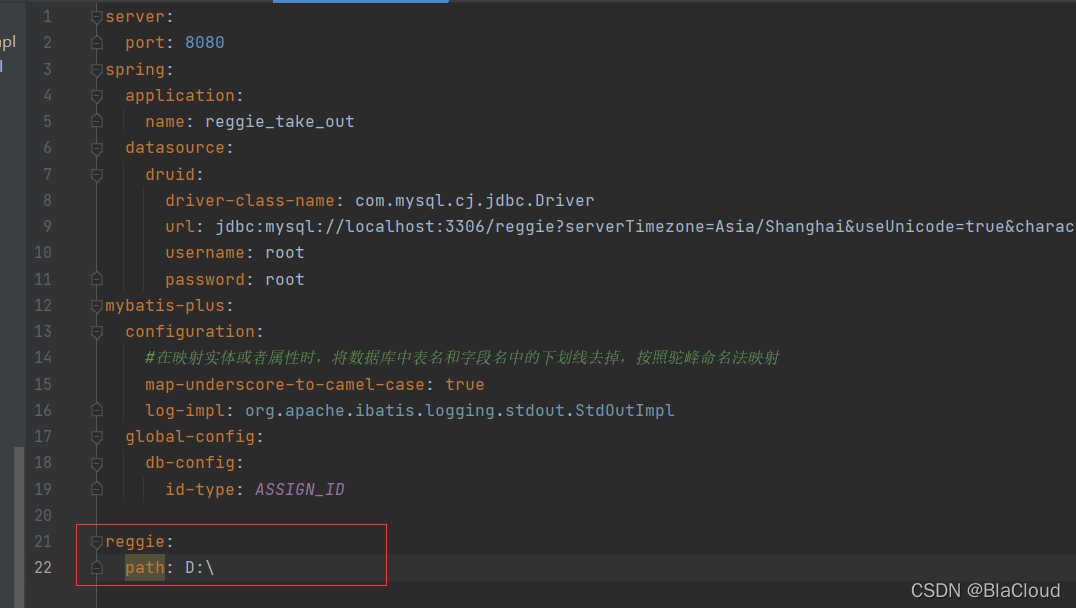 1 server:
mpl 2 port: 8080
3 spring:
4 application:
5 name: reggie_take_out
6 datasource:
7 druid:
8 driver-class-name: com.mysql.cj.jdbc.Driver
9 url: jdbc:mysql://localhost:3306/reggie?serverTimezone=Asia/Shanghai&useUnicode=true&charac
10 username: root
11 password: root
12 mybatis-plus:
13 configuration:
14 #在映射实体或者属性时，将数据库中表名和字段名中的下划线去掉，按照驼峰命名法映射
15 map-underscore-to-camel-case: true
16 log-impl: org.apache.ibatis.logging.stdout.StdOutImpl
17 global-config:
18 db-config:
19 id-type: ASSIGN_ID
20
21 reggie:
22 path: D:\
CSDN @BlaCloud